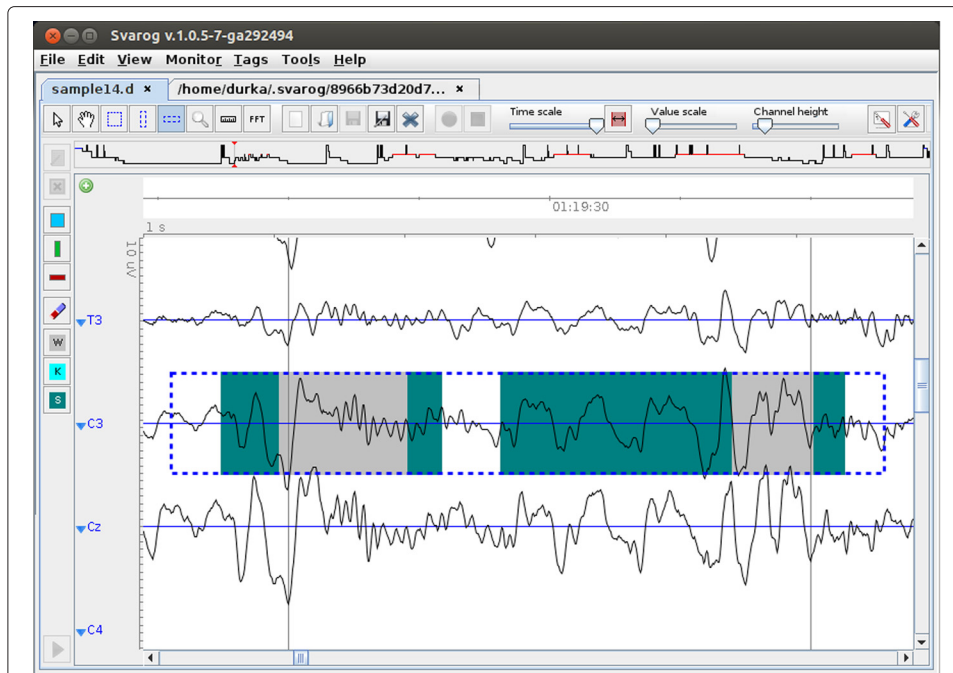 Svarog v.1.0.5-7-ga292494
File Edit View Monitor Tags Tools Help
sample14.d × /home/durka/.svarog/8966b73d20d7... ×
FFT Time scale Value scale Channel height
01:19:30
1 s
10 uV
T3
W
K
S
C3
Cz
C4